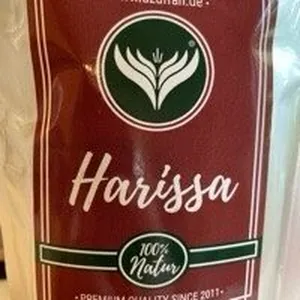 ®
Harissa
100%
Natur
• PREMIUM QUALITY SINCE 2011 •